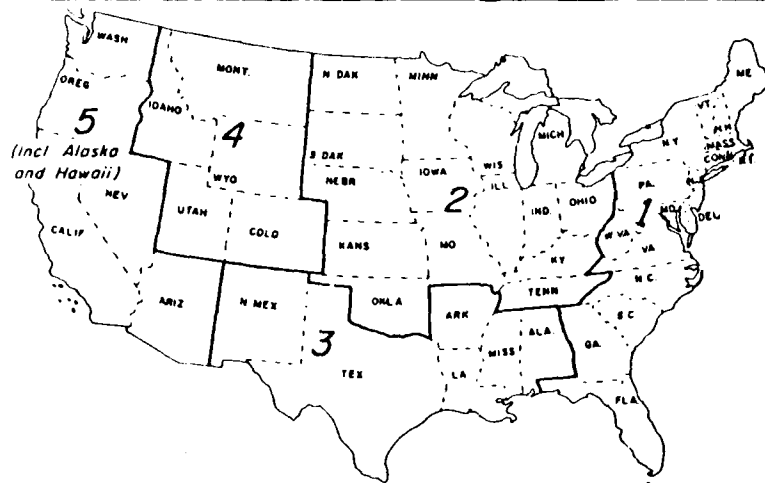 WASH
OREG
5
(incl Alaska
and Hawaii)
NEV
CALIF
ARIZ
MONT.
IDAHO
4
WYO
UTAH
COLO
N DAK
MINN
S DAK
NEBR
IOWA
WIS
MICH
2
ILL
IND.
OHIO
KANS
MO
KY
OKLA
TENN
N MEX
3
TEX
ARK
LA
MISS
ALA.
ME
VT.
N H
N Y
MASS
CONN
R I
PA.
N J
1
MD
DEL
W VA
VA
N.C.
S C
GA.
FLA.